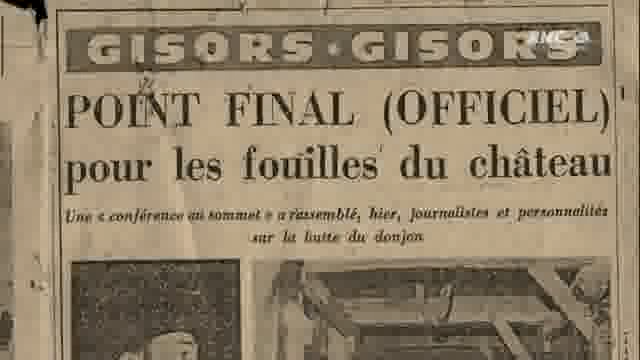 GISORS · GISORS
POINT FINAL (OFFICIEL)
pour les fouilles du château
Une « conférence au sommet » a rassemblé, hier, journalistes et personnalités
sur la butte du donjon